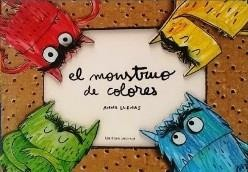 el monstruo
de colores
ANNA LLENAS